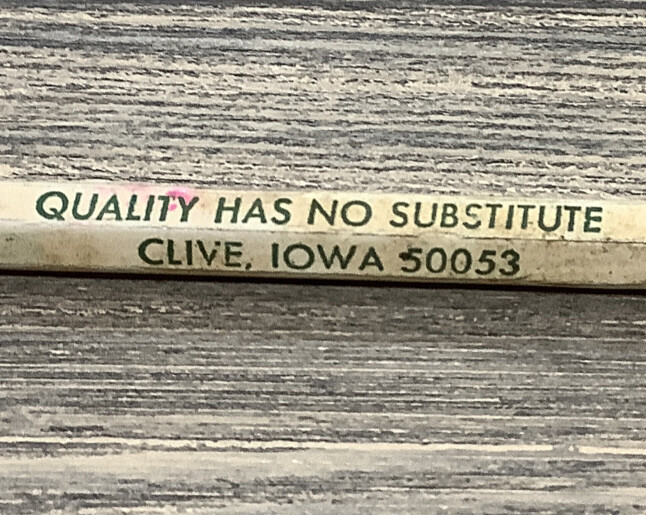 QUALITY HAS NO SUBSTITUTE
CLIVE, IOWA 50053